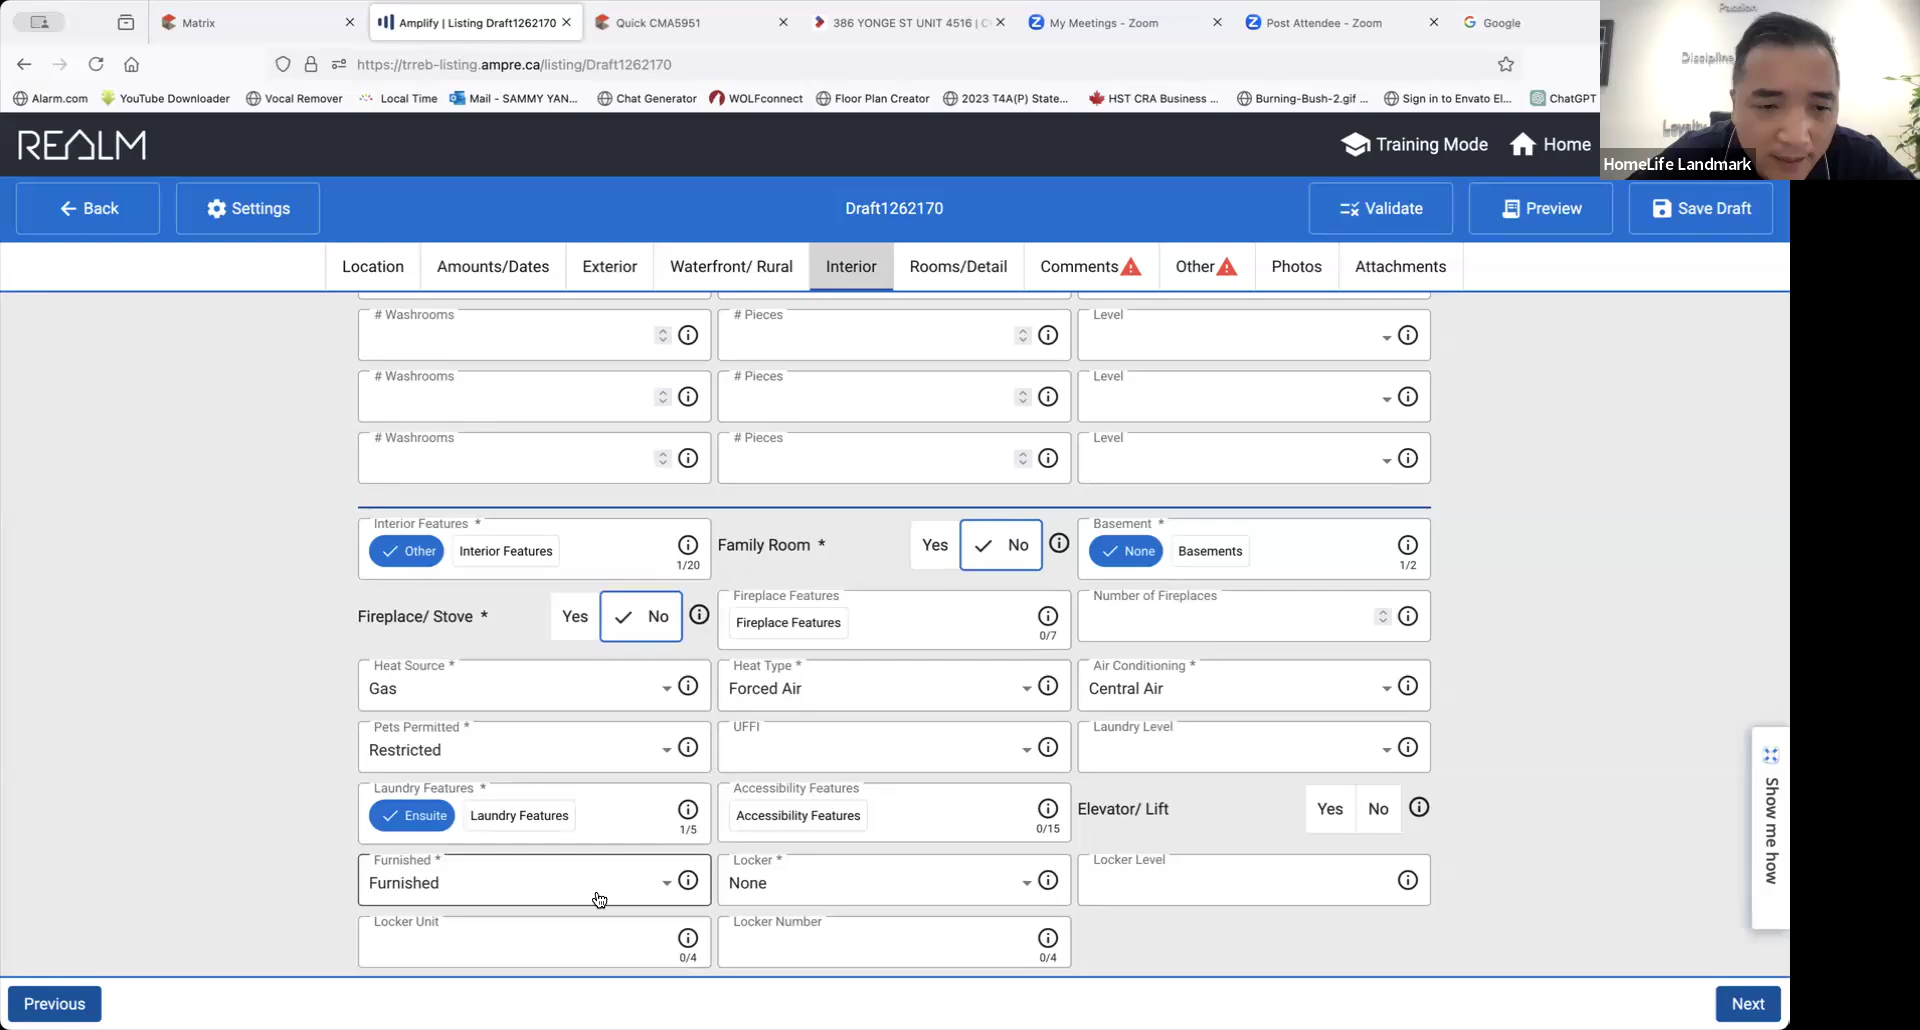 Matrix
Amplify | Listing Draft1262170
Quick CMA5951
386 YONGE ST UNIT 4516 |
My Meetings - Zoom
Post Attendee - Zoom
Google
https://trreb-listing.ampre.ca/listing/Draft1262170
Alarm.com
YouTube Downloader
Vocal Remover
Local Time
Mail - SAMMY YAN...
Chat Generator
WOLFconnect
Floor Plan Creator
2023 T4A(P) State...
HST CRA Business ...
Burning-Bush-2.gif ...
Sign in to Envato El...
ChatGPT
Passion
Discipline
Loyalty
HomeLife Landmark
REALM
Training Mode
Home
Back
Settings
Draft1262170
Validate
Preview
Save Draft
Location
Amounts/Dates
Exterior
Waterfront/ Rural
Interior
Rooms/Detail
Comments
Other
Photos
Attachments
# Washrooms
# Pieces
Level
# Washrooms
# Pieces
Level
# Washrooms
# Pieces
Level
Interior Features *
Other
Interior Features
1/20
Family Room *
Yes
No
Basement *
None
Basements
1/2
Fireplace/ Stove *
Yes
No
Fireplace Features
Fireplace Features
0/7
Number of Fireplaces
Heat Source *
Gas
Heat Type *
Forced Air
Air Conditioning *
Central Air
Pets Permitted *
Restricted
UFFI
Laundry Level
Laundry Features *
Ensuite
Laundry Features
1/5
Accessibility Features
Accessibility Features
0/15
Elevator/ Lift
Yes
No
Furnished *
Furnished
Locker *
None
Locker Level
Locker Unit
0/4
Locker Number
0/4
Show me how
Previous
Next